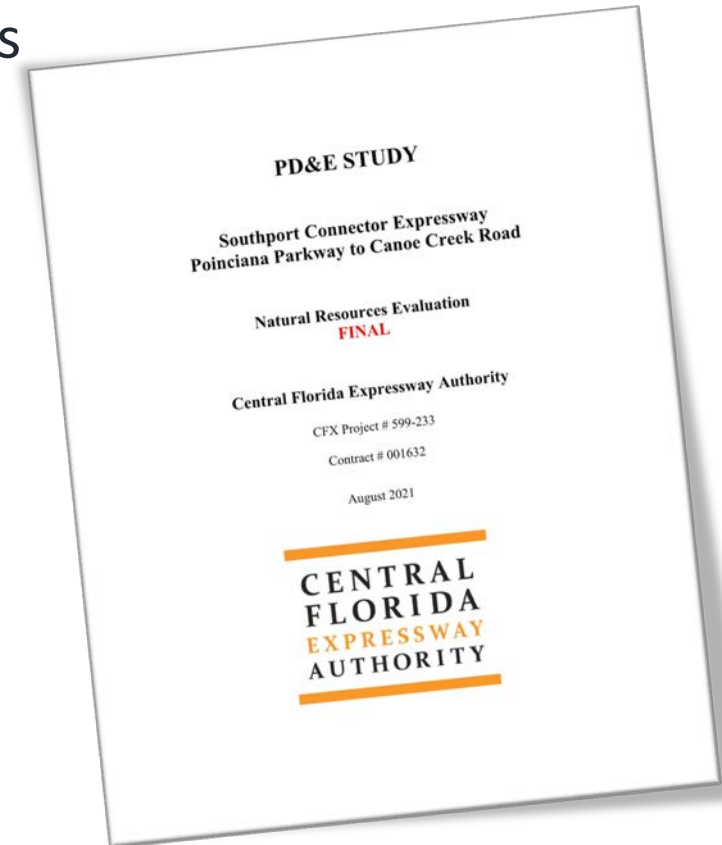 s
PD&E STUDY
Southport Connector Expressway
Poinciana Parkway to Canoe Creek Road
Natural Resources Evaluation
FINAL
Central Florida Expressway Authority
CFX Project # 599-233
Contract # 001632
August 2021
CENTRAL
FLORIDA
EXPRESSWAY
AUTHORITY